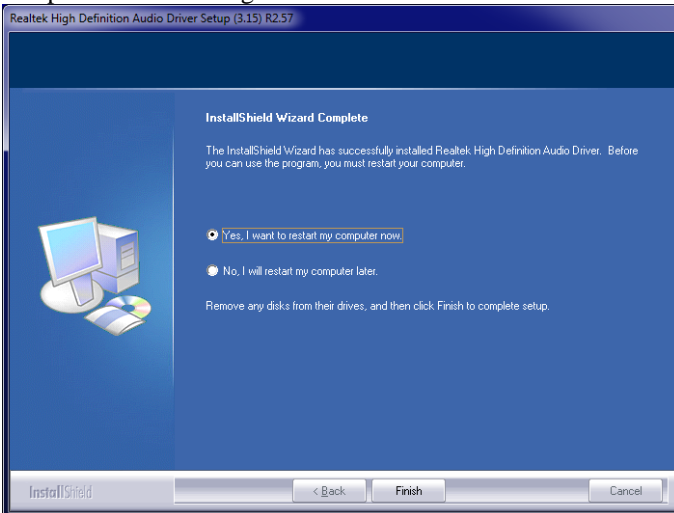 Realtek High Definition Audio Driver Setup (3.15) R2.57
InstallShield Wizard Complete
The InstallShield Wizard has successfully installed Realtek High Definition Audio Driver. Before
you can use the program, you must restart your computer.
Yes, I want to restart my computer now.
No, I will restart my computer later.
Remove any disks from their drives, and then click Finish to complete setup.
InstallShield
< Back
Finish
Cancel